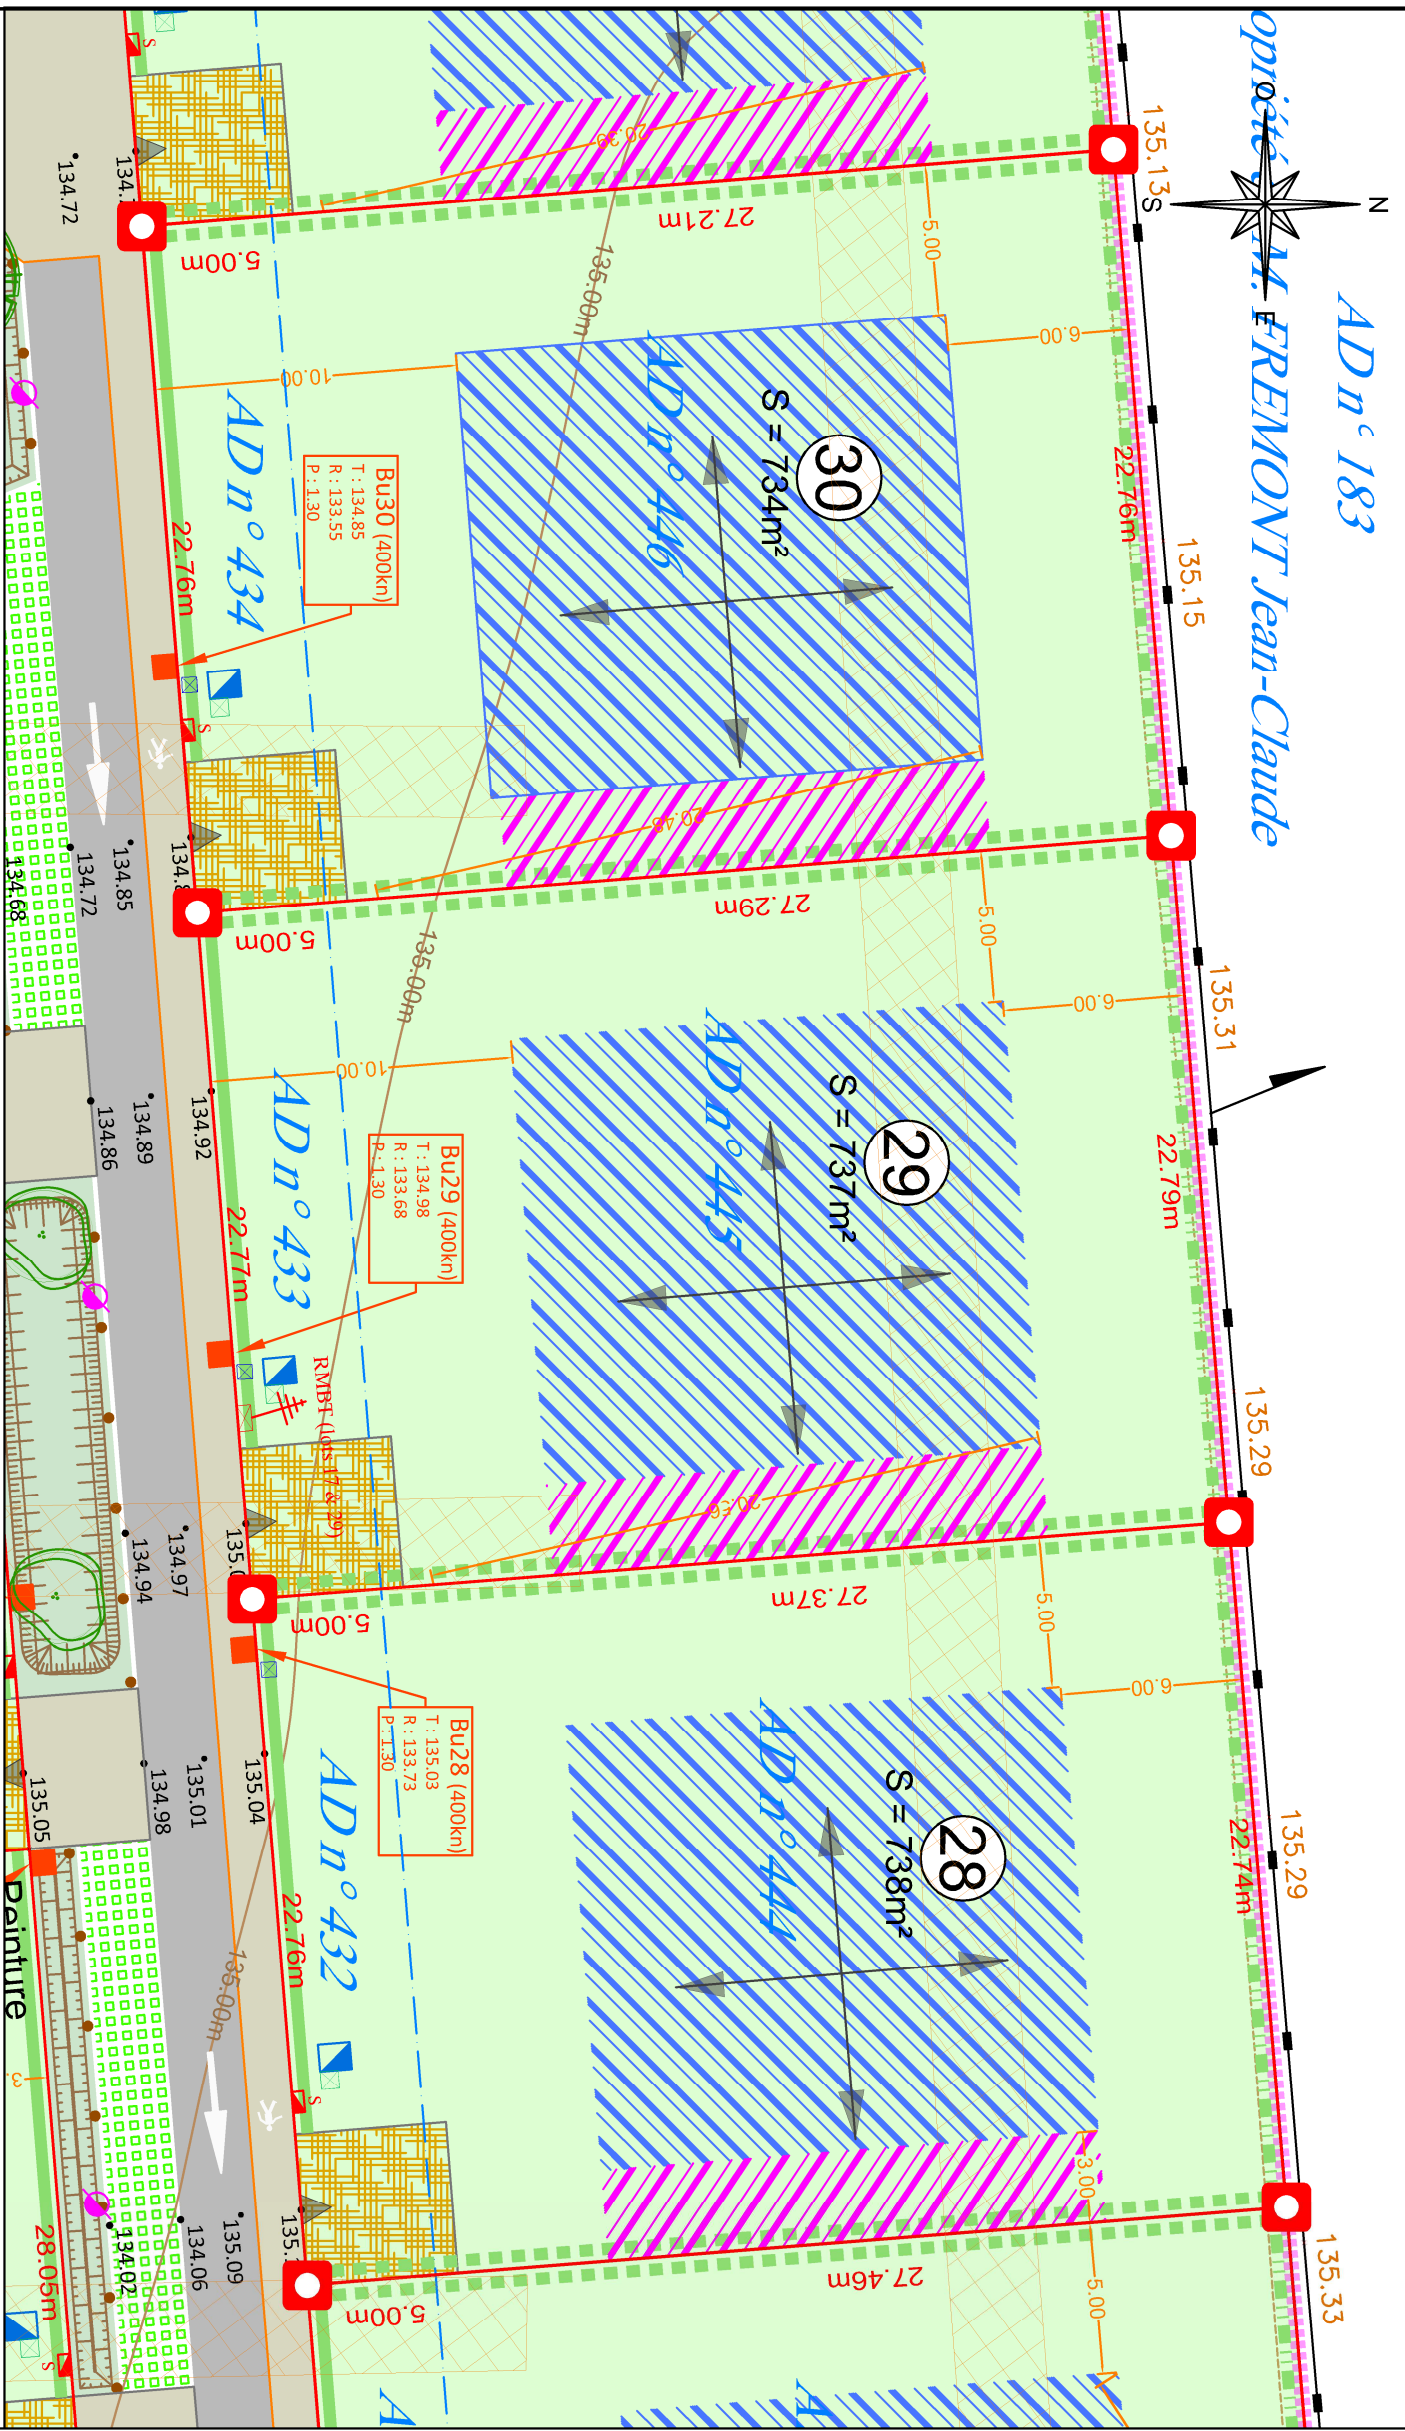 AD n° 183
opriété M. FREMONT Jean-Claude
N
O
E
S
135.13
135.15
135.31
135.29
135.29
135.33
22.76m
22.79m
22.74m
6.00
6.00
6.00
5.00
5.00
5.00
3.00
5.00
30
S = 734m²
AD n° 446
29
S = 737m²
AD n° 445
28
S = 738m²
AD n° 444
A
20.39
27.21m
5.00m
20.48
27.29m
5.00m
20.56
27.37m
5.00m
27.46m
5.00m
135.00m
135.00m
135.00m
10.00
10.00
Bu30 (400kn)
T : 134.85
R : 133.55
P : 1.30
Bu29 (400kn)
T : 134.98
R : 133.68
P : 1.30
Bu28 (400kn)
T : 135.03
R : 133.73
P : 1.30
RMBT (lots 17 & 29)
AD n° 434
AD n° 433
AD n° 432
A
22.76m
22.77m
22.76m
S
S
S
S
134.72
134.85
134.72
134.68
134.92
134.89
134.86
134.97
134.94
135.04
135.01
134.98
135.05
135.09
134.06
134.02
Peinture
28.05m